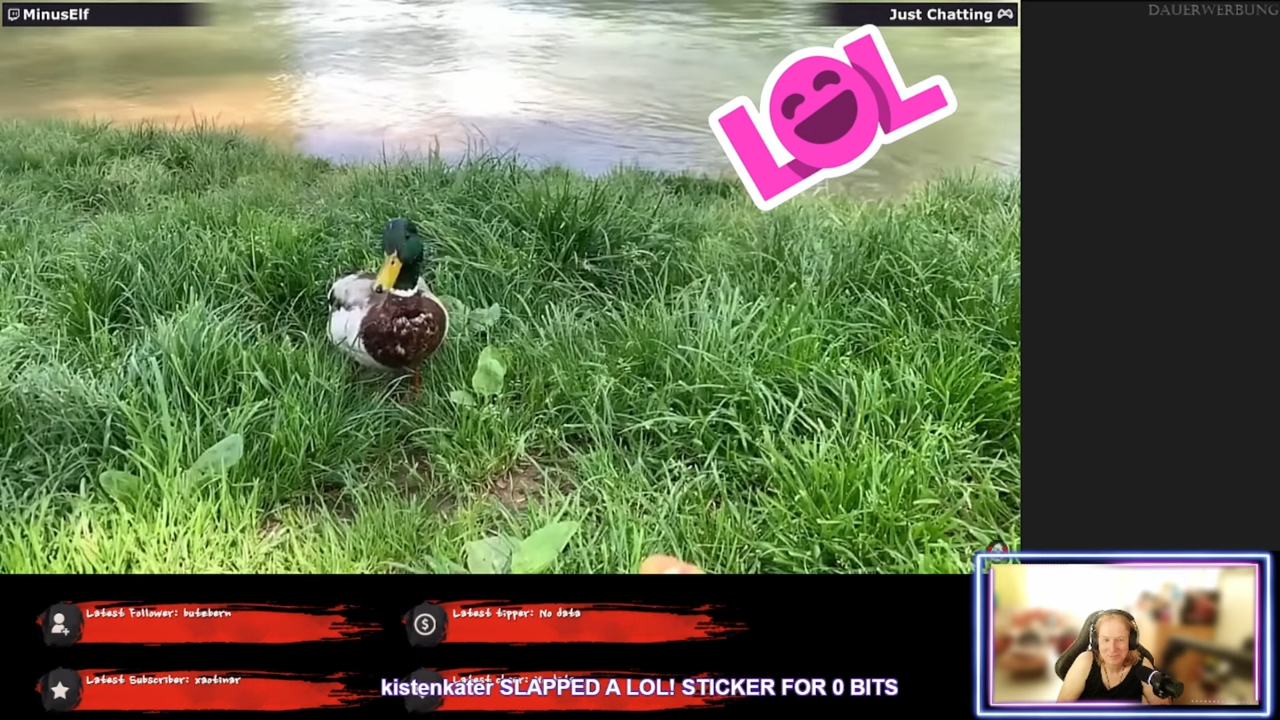 MinusElf
Just Chatting
DAUERWERBUNG
LOL
Latest Follower: butebern
Latest tipper: No data
Latest Subscriber: xaotinar
kistenkater SLAPPED A LOL! STICKER FOR 0 BITS